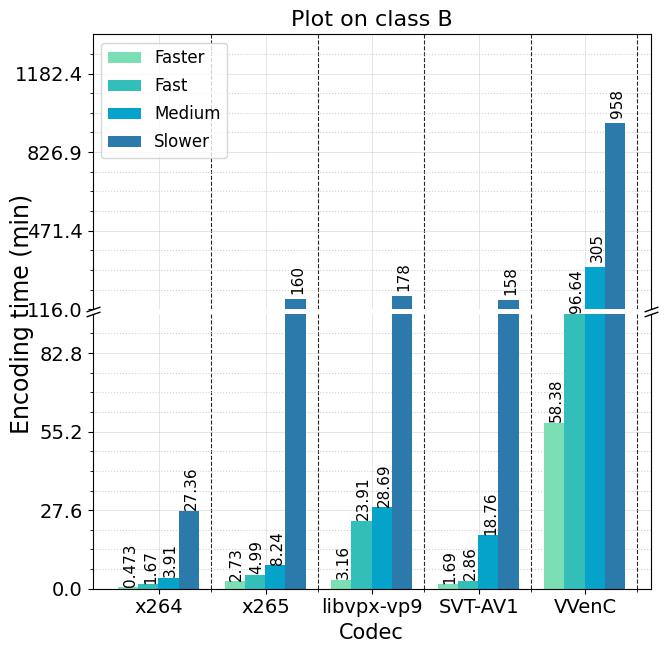 Plot on class B
Faster
Fast
Medium
Slower
1182.4
826.9
471.4
116.0
82.8
55.2
27.6
0.0
Encoding time (min)
0.473
1.67
3.91
27.36
2.73
4.99
8.24
160
3.16
23.91
28.69
178
1.69
2.86
18.76
158
58.38
96.64
305
958
x264
x265
libvpx-vp9
SVT-AV1
VVenC
Codec